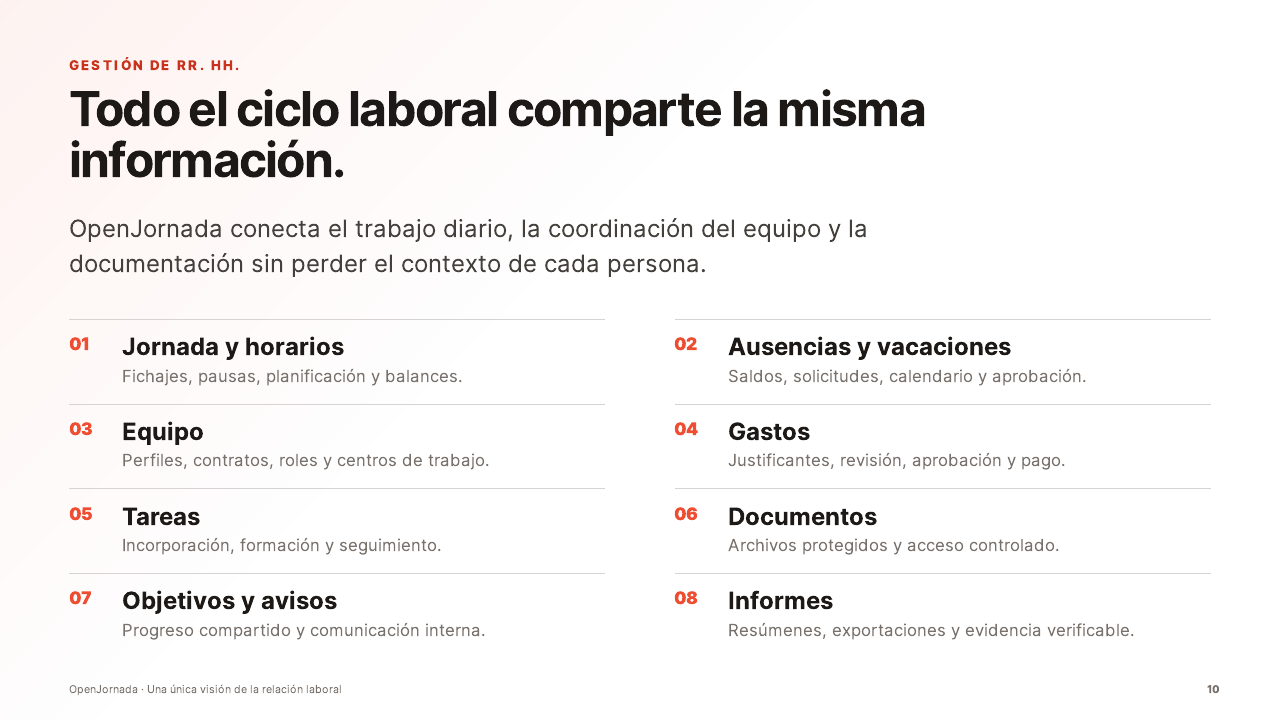 GESTIÓN DE RR. HH.
Todo el ciclo laboral comparte la misma
información.
OpenJornada conecta el trabajo diario, la coordinación del equipo y la
documentación sin perder el contexto de cada persona.
01 Jornada y horarios
Fichajes, pausas, planificación y balances.
02 Ausencias y vacaciones
Saldos, solicitudes, calendario y aprobación.
03 Equipo
Perfiles, contratos, roles y centros de trabajo.
04 Gastos
Justificantes, revisión, aprobación y pago.
05 Tareas
Incorporación, formación y seguimiento.
06 Documentos
Archivos protegidos y acceso controlado.
07 Objetivos y avisos
Progreso compartido y comunicación interna.
08 Informes
Resúmenes, exportaciones y evidencia verificable.
OpenJornada · Una única visión de la relación laboral
10